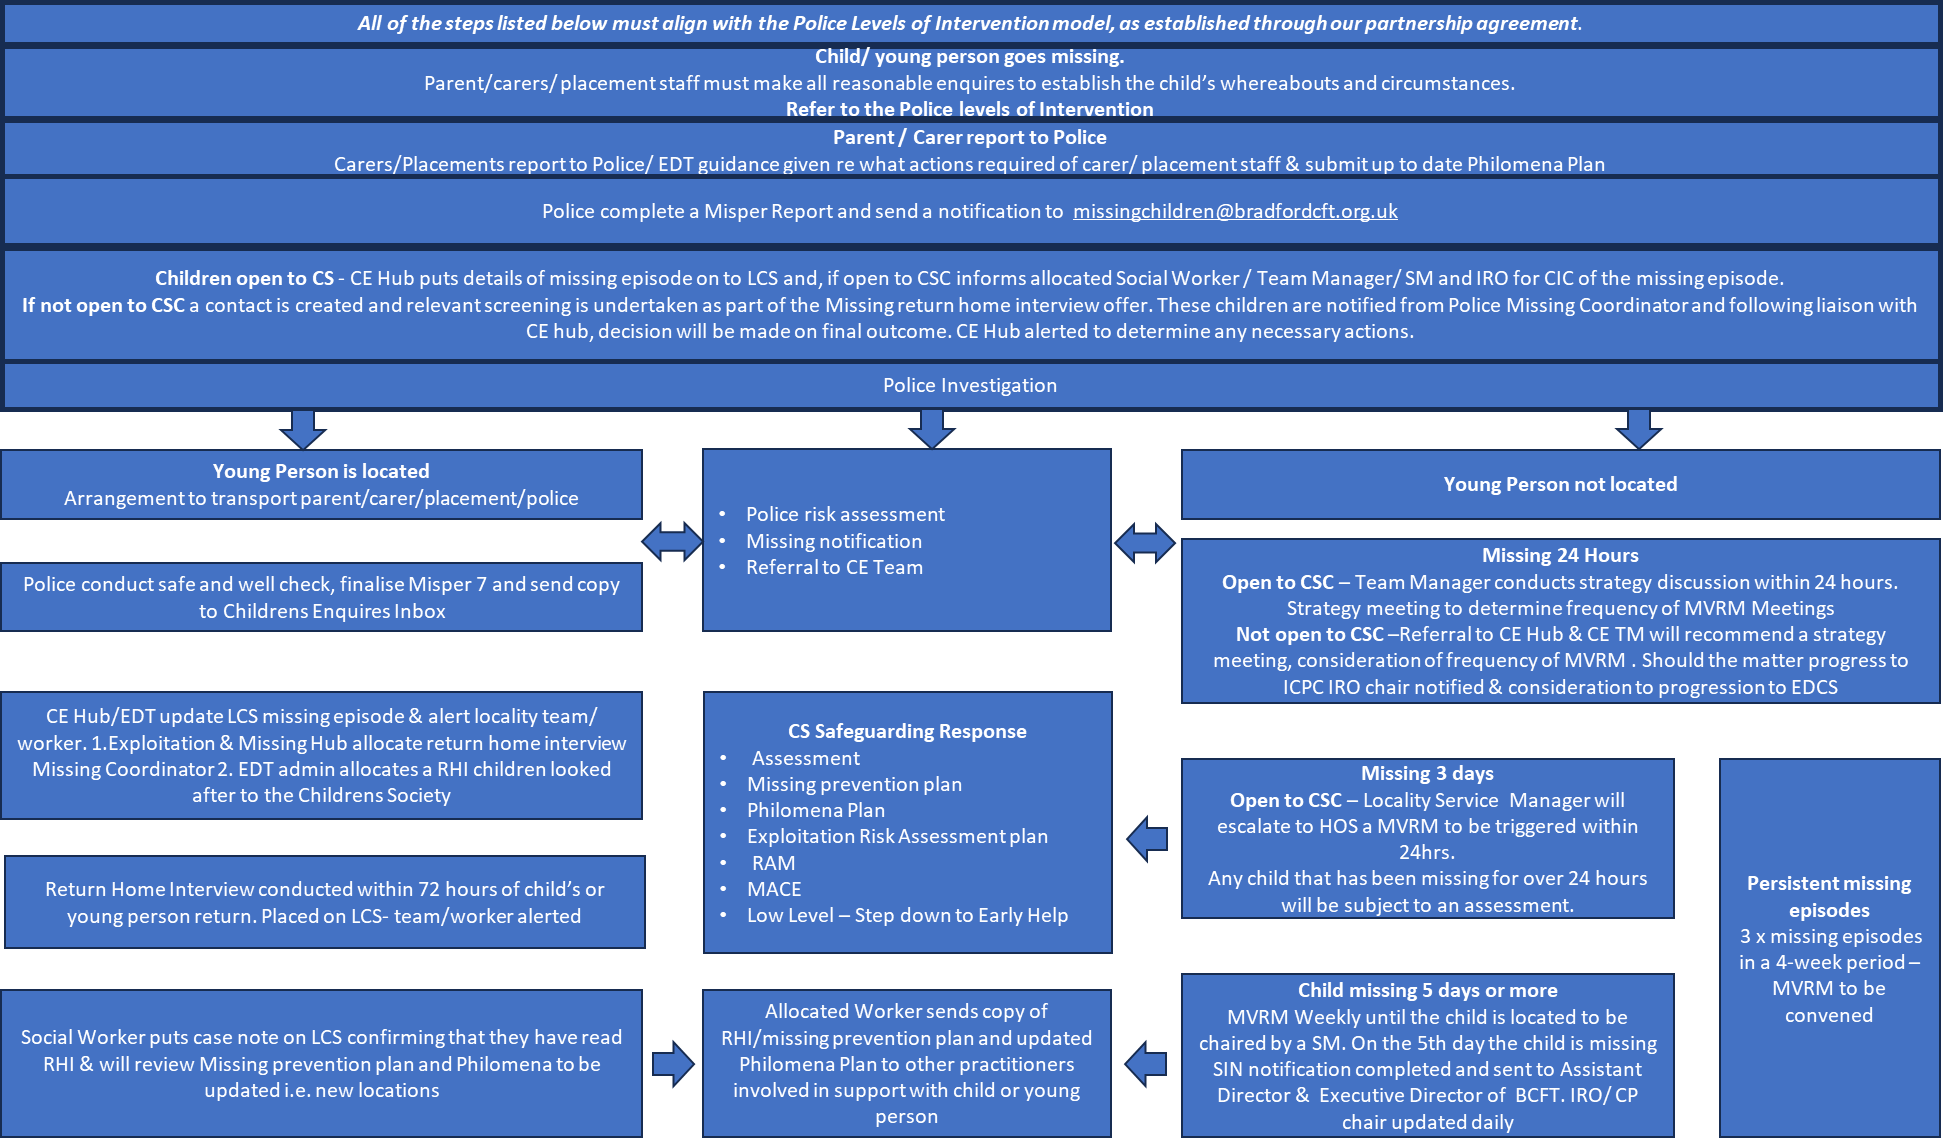 All of the steps listed below must align with the Police Levels of Intervention model, as established through our partnership agreement.
Child/ young person goes missing.
Parent/carers/ placement staff must make all reasonable enquires to establish the child's whereabouts and circumstances.
Refer to the Police levels of Intervention
Parent / Carer report to Police
Carers/Placements report to Police/ EDT guidance given re what actions required of carer/ placement staff & submit up to date Philomena Plan
Police complete a Misper Report and send a notification to missingchildren@bradfordcft.org.uk
Children open to CS - CE Hub puts details of missing episode on to LCS and, if open to CSC informs allocated Social Worker / Team Manager/ SM and IRO for CIC of the missing episode.
If not open to CSC a contact is created and relevant screening is undertaken as part of the Missing return home interview offer. These children are notified from Police Missing Coordinator and following liaison with
CE hub, decision will be made on final outcome. CE Hub alerted to determine any necessary actions.
Police Investigation
Young Person is located
Arrangement to transport parent/carer/placement/police
Police conduct safe and well check, finalise Misper 7 and send copy
to Childrens Enquires Inbox
CE Hub/EDT update LCS missing episode & alert locality team/
worker. 1.Exploitation & Missing Hub allocate return home interview
Missing Coordinator 2. EDT admin allocates a RHI children looked
after to the Childrens Society
Return Home Interview conducted within 72 hours of child's or
young person return. Placed on LCS- team/worker alerted
Social Worker puts case note on LCS confirming that they have read
RHI & will review Missing prevention plan and Philomena to be
updated i.e. new locations
• Police risk assessment
• Missing notification
• Referral to CE Team
CS Safeguarding Response
• Assessment
• Missing prevention plan
• Philomena Plan
• Exploitation Risk Assessment plan
• RAM
• MACE
• Low Level – Step down to Early Help
Allocated Worker sends copy of
RHI/missing prevention plan and updated
Philomena Plan to other practitioners
involved in support with child or young
person
Young Person not located
Missing 24 Hours
Open to CSC – Team Manager conducts strategy discussion within 24 hours.
Strategy meeting to determine frequency of MVRM Meetings
Not open to CSC –Referral to CE Hub & CE TM will recommend a strategy
meeting, consideration of frequency of MVRM . Should the matter progress to
ICPC IRO chair notified & consideration to progression to EDCS
Missing 3 days
Open to CSC – Locality Service Manager will
escalate to HOS a MVRM to be triggered within
24hrs.
Any child that has been missing for over 24 hours
will be subject to an assessment.
Child missing 5 days or more
MVRM Weekly until the child is located to be
chaired by a SM. On the 5th day the child is missing
SIN notification completed and sent to Assistant
Director & Executive Director of BCFT. IRO/ CP
chair updated daily
Persistent missing
episodes
3 x missing episodes
in a 4-week period –
MVRM to be
convened